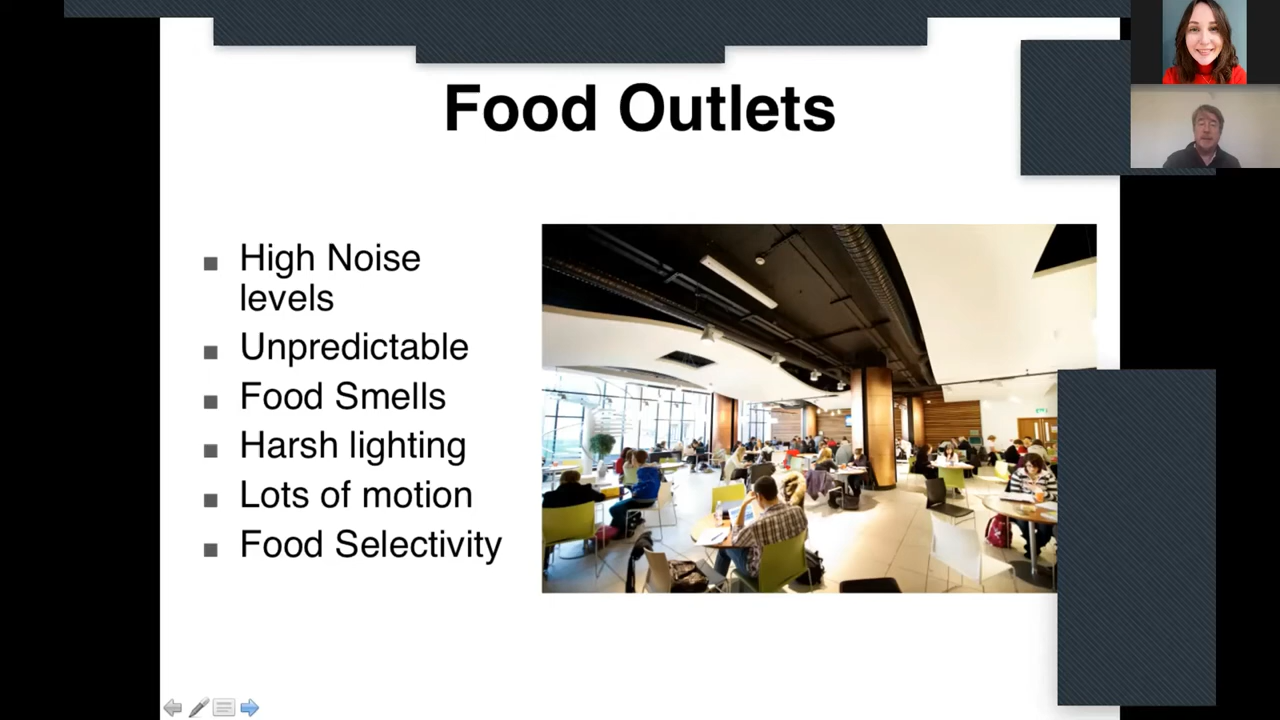 Food Outlets
High Noise
levels
Unpredictable
Food Smells
Harsh lighting
Lots of motion
Food Selectivity